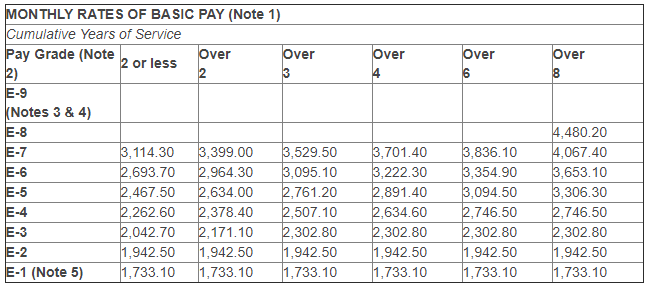 MONTHLY RATES OF BASIC PAY (Note 1)
Cumulative Years of Service
Pay Grade (Note 2) 2 or less Over 2 Over 3 Over 4 Over 6 Over 8
E-9 (Notes 3 & 4)
E-8 4,480.20
E-7 3,114.30 3,399.00 3,529.50 3,701.40 3,836.10 4,067.40
E-6 2,693.70 2,964.30 3,095.10 3,222.30 3,354.90 3,653.10
E-5 2,467.50 2,634.00 2,761.20 2,891.40 3,094.50 3,306.30
E-4 2,262.60 2,378.40 2,507.10 2,634.60 2,746.50 2,746.50
E-3 2,042.70 2,171.10 2,302.80 2,302.80 2,302.80 2,302.80
E-2 1,942.50 1,942.50 1,942.50 1,942.50 1,942.50 1,942.50
E-1 (Note 5) 1,733.10 1,733.10 1,733.10 1,733.10 1,733.10 1,733.10